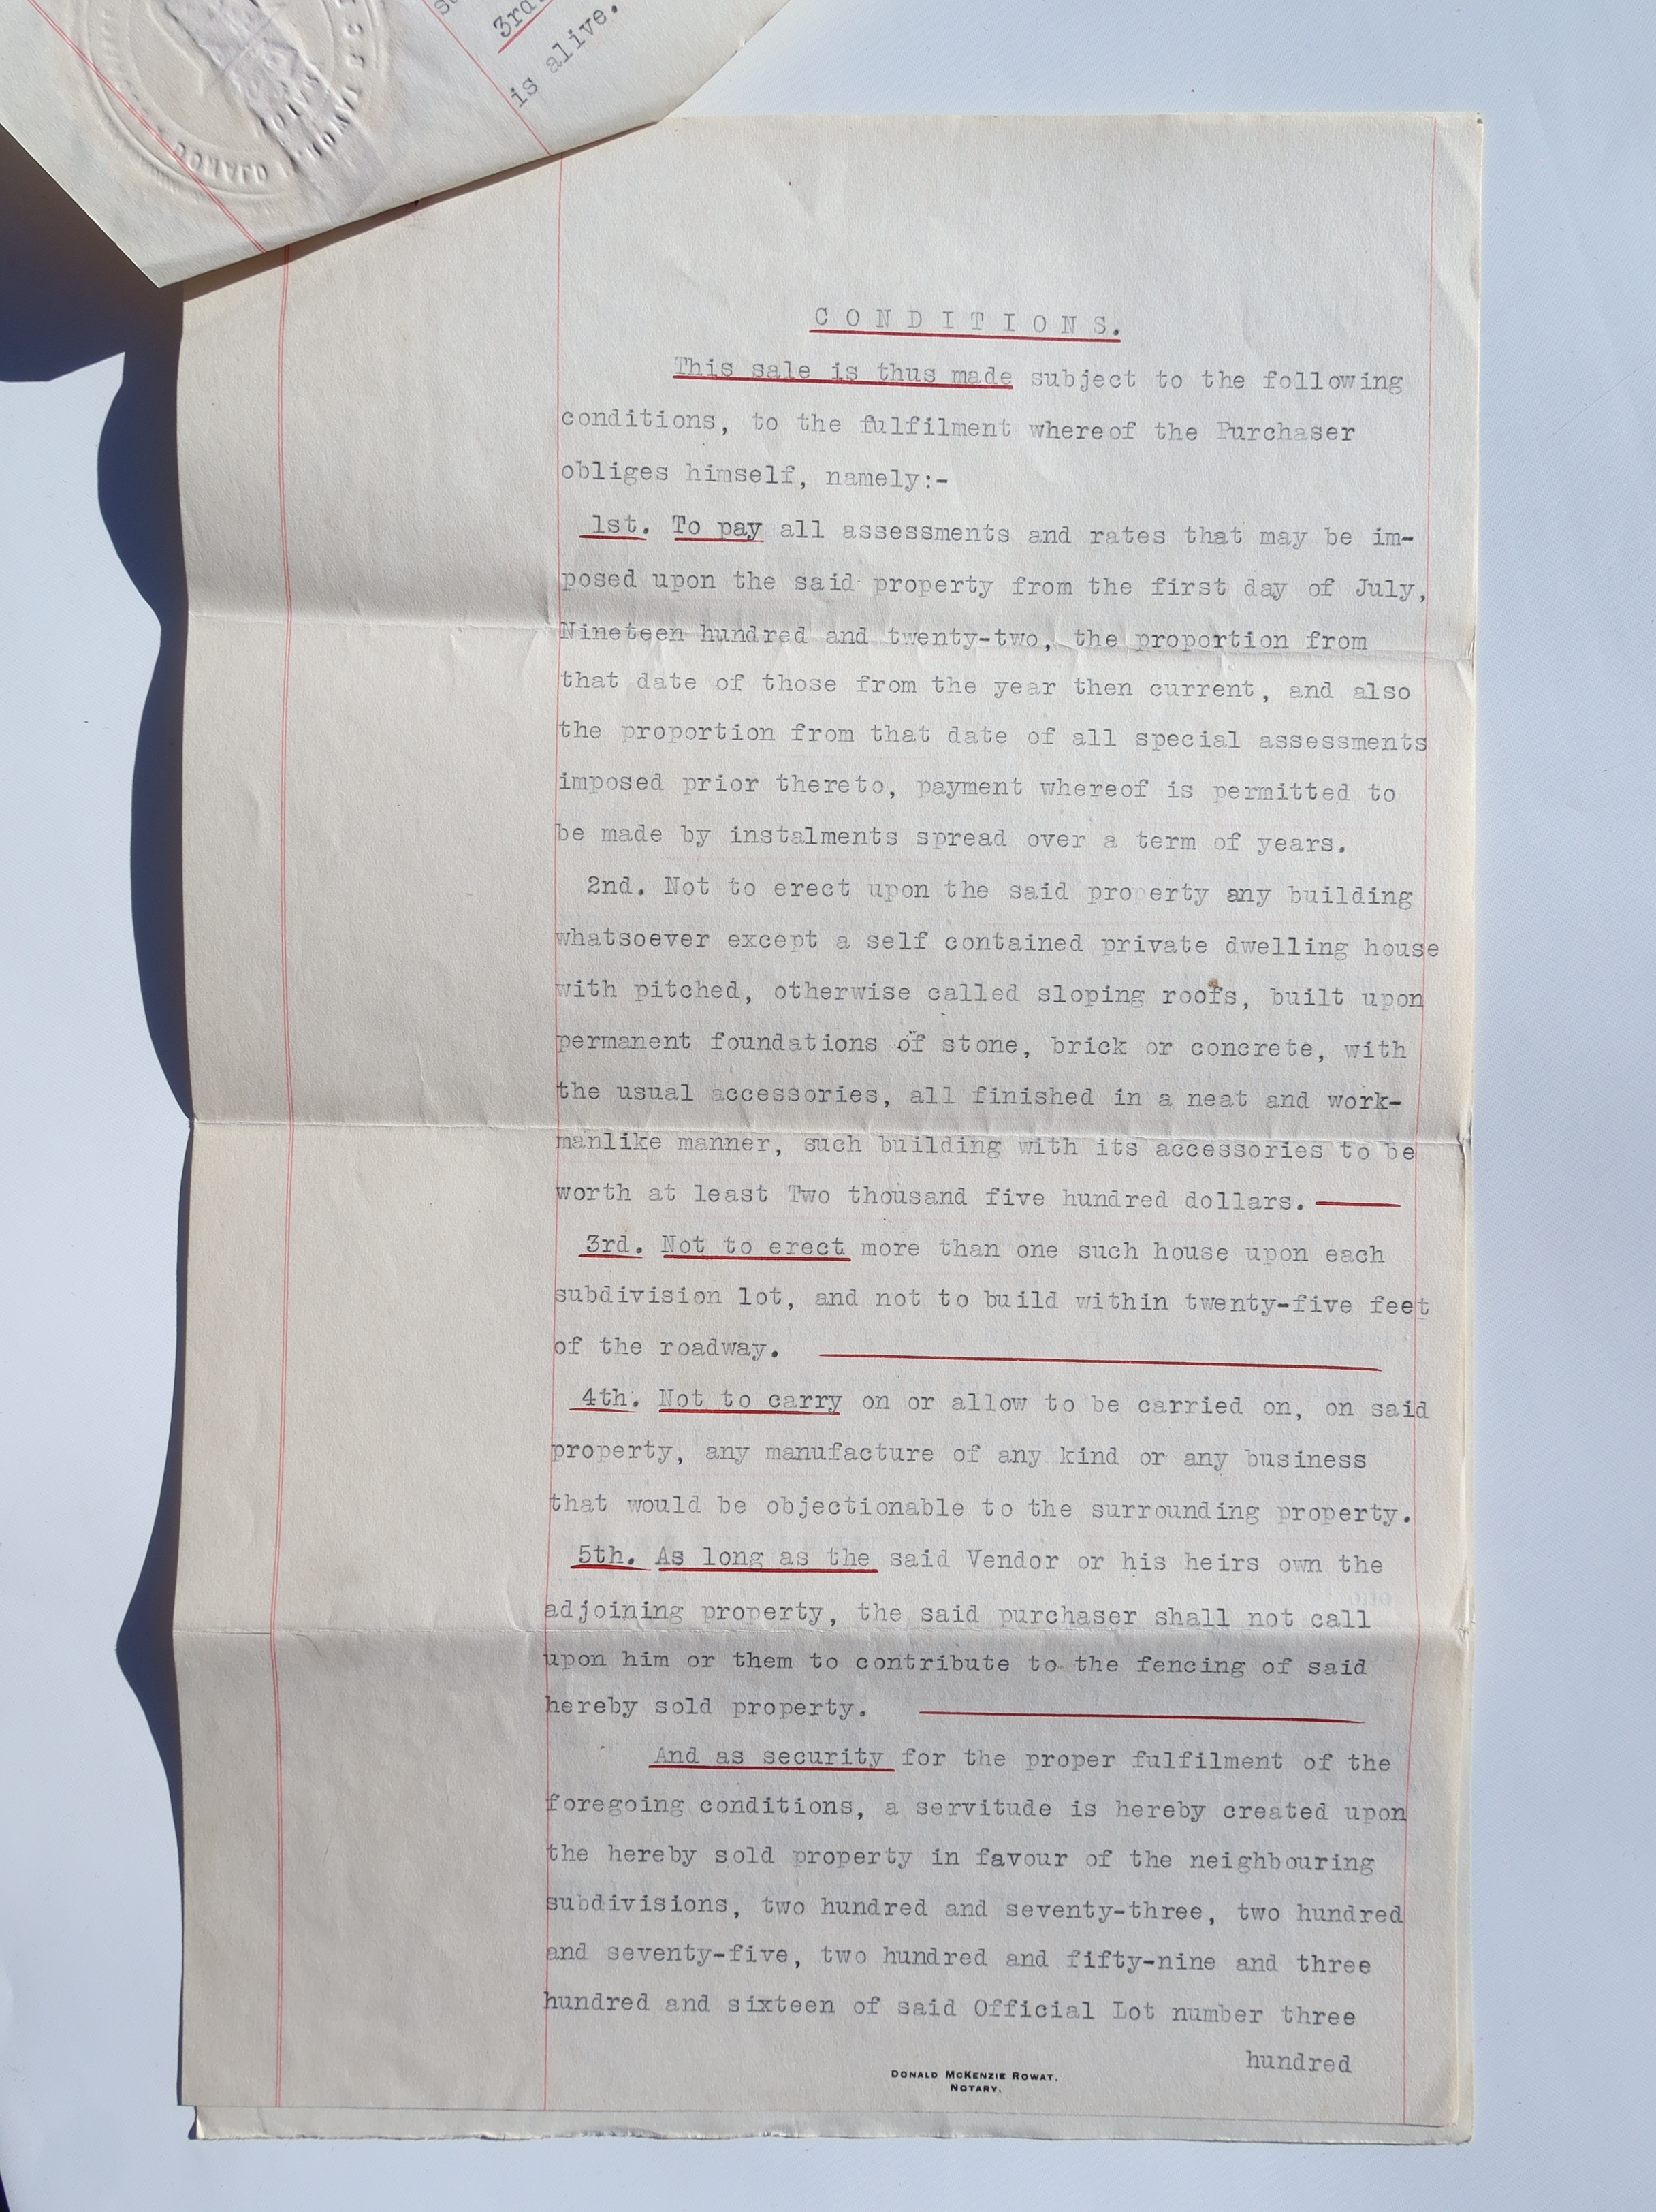 3rd.
is alive.
CONDITIONS.
This sale is thus made subject to the following
conditions, to the fulfilment whereof the Purchaser
obliges himself, namely:-
1st. To pay all assessments and rates that may be im-
posed upon the said property from the first day of July,
Nineteen hundred and twenty-two, the proportion from
that date of those from the year then current, and also
the proportion from that date of all special assessments
imposed prior thereto, payment whereof is permitted to
be made by instalments spread over a term of years.
2nd. Not to erect upon the said property any building
whatsoever except a self contained private dwelling house
with pitched, otherwise called sloping roofs, built upon
permanent foundations of stone, brick or concrete, with
the usual accessories, all finished in a neat and work-
manlike manner, such building with its accessories to be
worth at least Two thousand five hundred dollars.
3rd. Not to erect more than one such house upon each
subdivision lot, and not to build within twenty-five feet
of the roadway.
4th. Not to carry on or allow to be carried on, on said
property, any manufacture of any kind or any business
that would be objectionable to the surrounding property.
5th. As long as the said Vendor or his heirs own the
adjoining property, the said purchaser shall not call
upon him or them to contribute to the fencing of said
hereby sold property.
And as security for the proper fulfilment of the
foregoing conditions, a servitude is hereby created upon
the hereby sold property in favour of the neighbouring
subdivisions, two hundred and seventy-three, two hundred
and seventy-five, two hundred and fifty-nine and three
hundred and sixteen of said Official Lot number three
hundred
DONALD MCKENZIE ROWAT,
NOTARY.